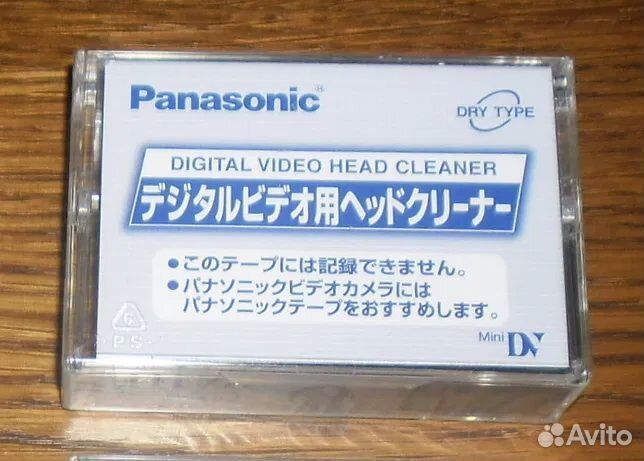 Panasonic®
DRY TYPE
DIGITAL VIDEO HEAD CLEANER
デジタルビデオ用ヘッドクリーナー
●このテープには記録できません。
●パナソニックビデオカメラには
パナソニックテープをおすすめします。
6
PS
Mini DV
Avito